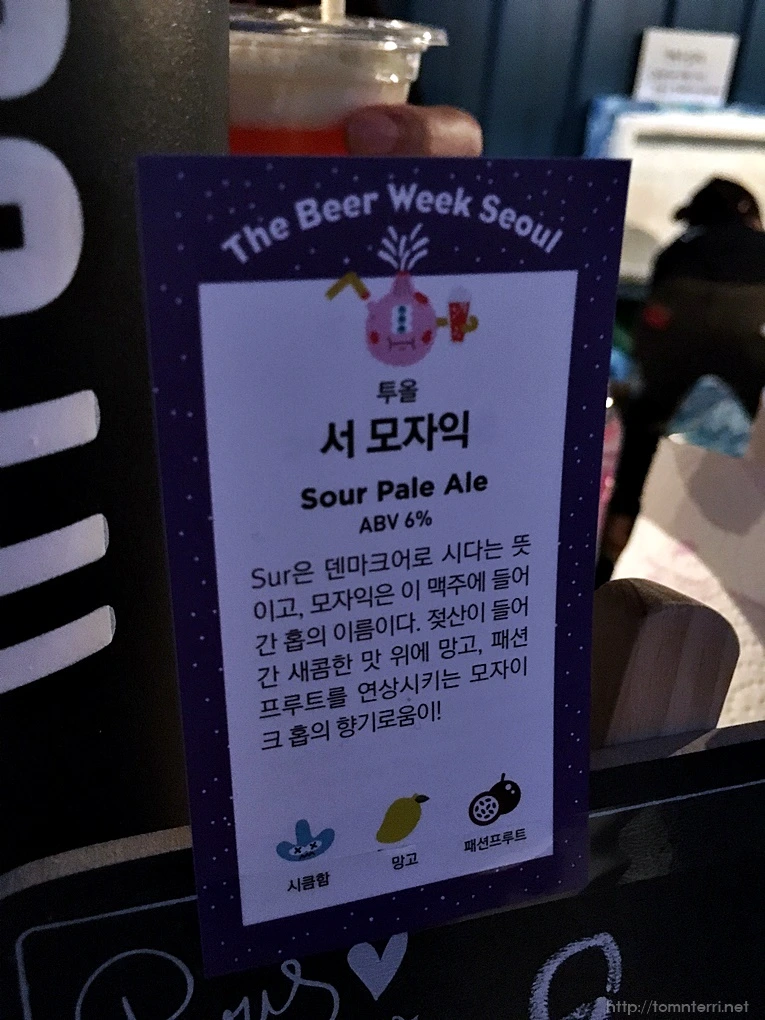 The Beer Week Seoul
투올
서 모자익
Sour Pale Ale
ABV 6%
Sur은 덴마크어로 시다는 뜻
이고, 모자익은 이 맥주에 들어
간 홉의 이름이다. 젖산이 들어
간 새콤한 맛 위에 망고, 패션
프루트를 연상시키는 모자이
크 홉의 향기로움이!
시큼함
망고
패션프루트
http://tomnterri.net